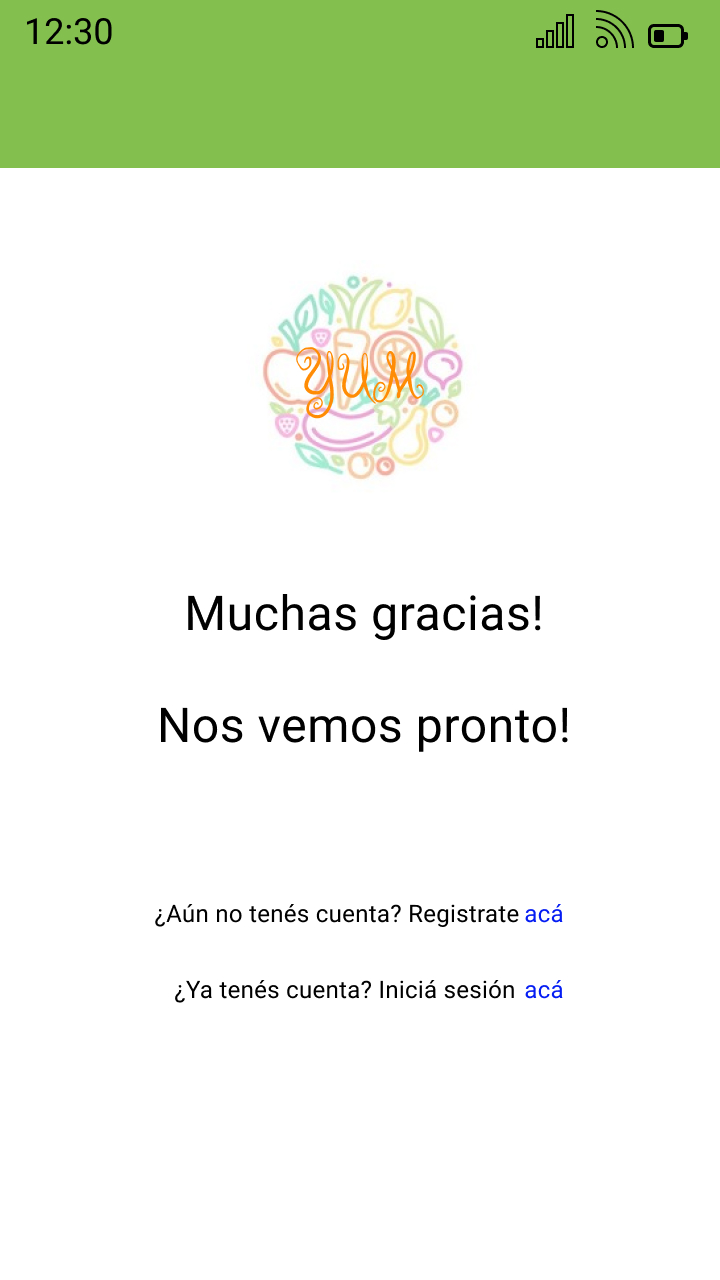 12:30
YUM
Muchas gracias!
Nos vemos pronto!
¿Aún no tenés cuenta? Registrate acá
¿Ya tenés cuenta? Iniciá sesión acá